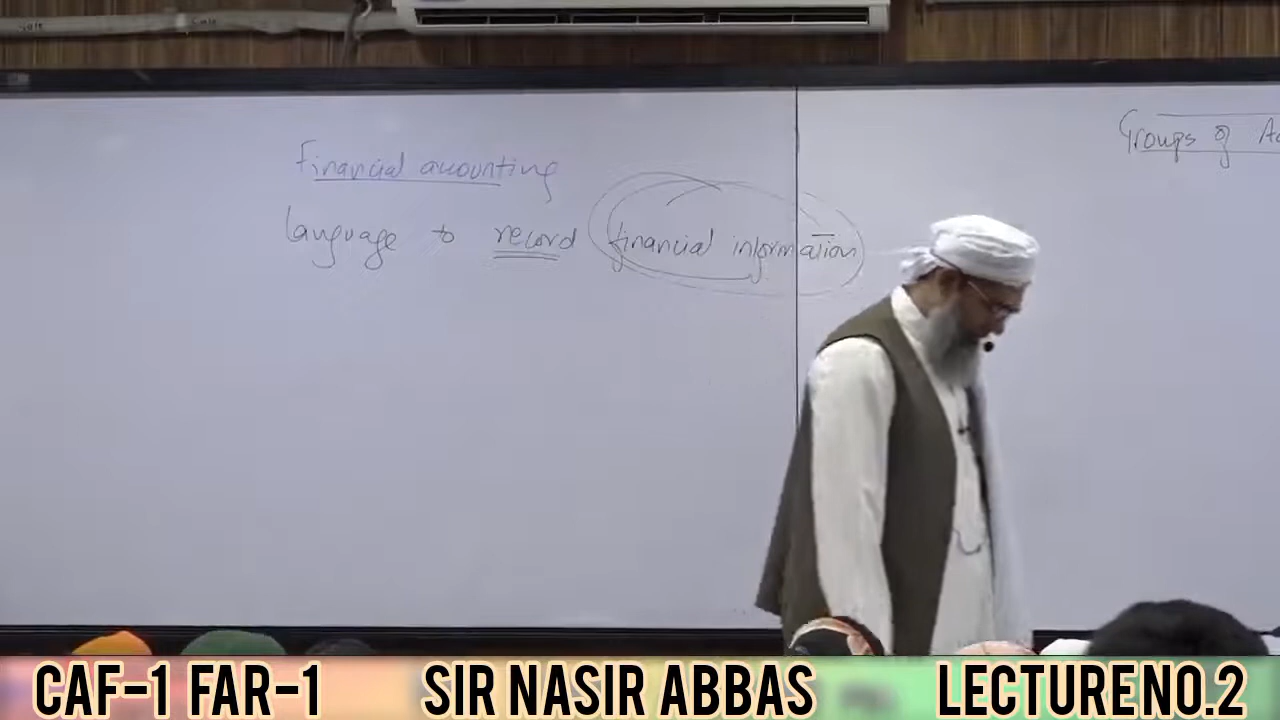 Financial accounting
language to record financial information
Groups of
CAF-1 FAR-1 SIR NASIR ABBAS LECTURE NO.2